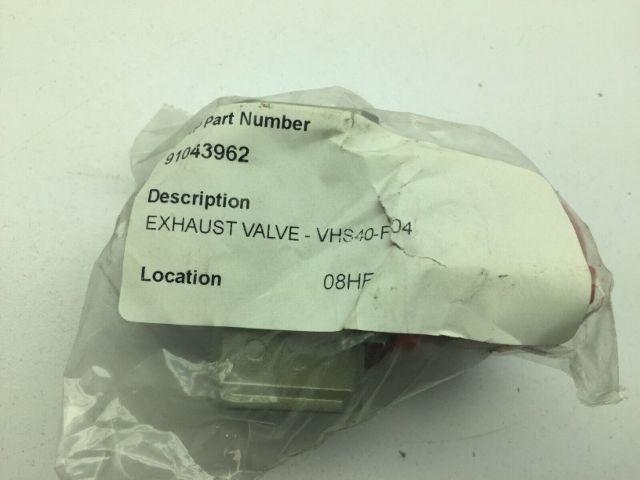 Part Number
91043962
Description
EXHAUST VALVE - VHS40-F04
Location 08HF